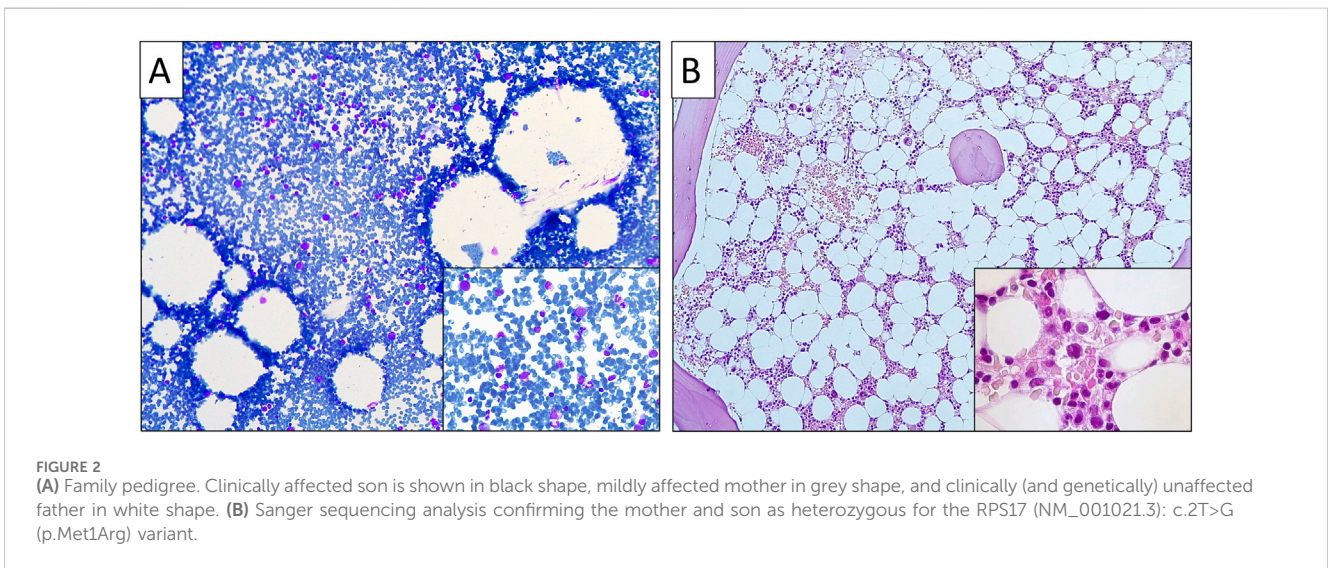 A
B
FIGURE 2
(A) Family pedigree. Clinically affected son is shown in black shape, mildly affected mother in grey shape, and clinically (and genetically) unaffected
father in white shape. (B) Sanger sequencing analysis confirming the mother and son as heterozygous for the RPS17 (NM_001021.3): c.2T>G
(p.Met1Arg) variant.